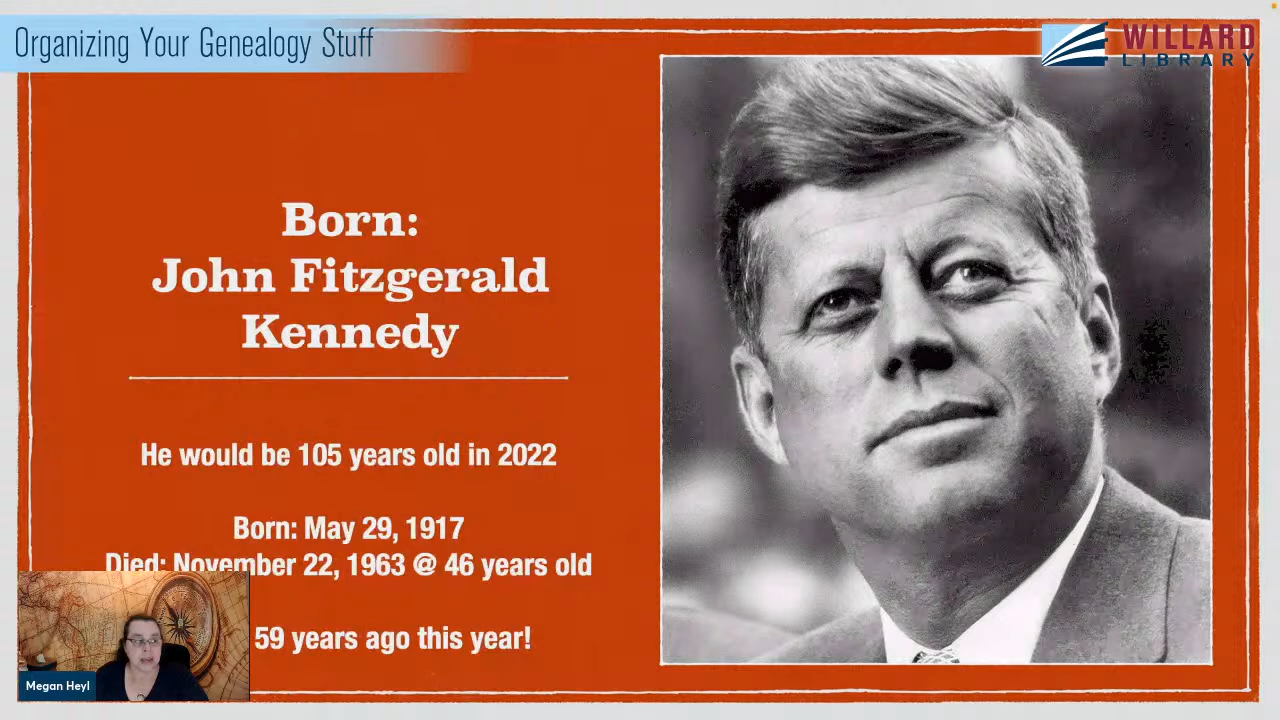 Organizing Your Genealogy Stuff
WILLARD
LIBRARY
Born:
John Fitzgerald
Kennedy
He would be 105 years old in 2022
Born: May 29, 1917
Died: November 22, 1963 @ 46 years old
59 years ago this year!
Megan Heyl